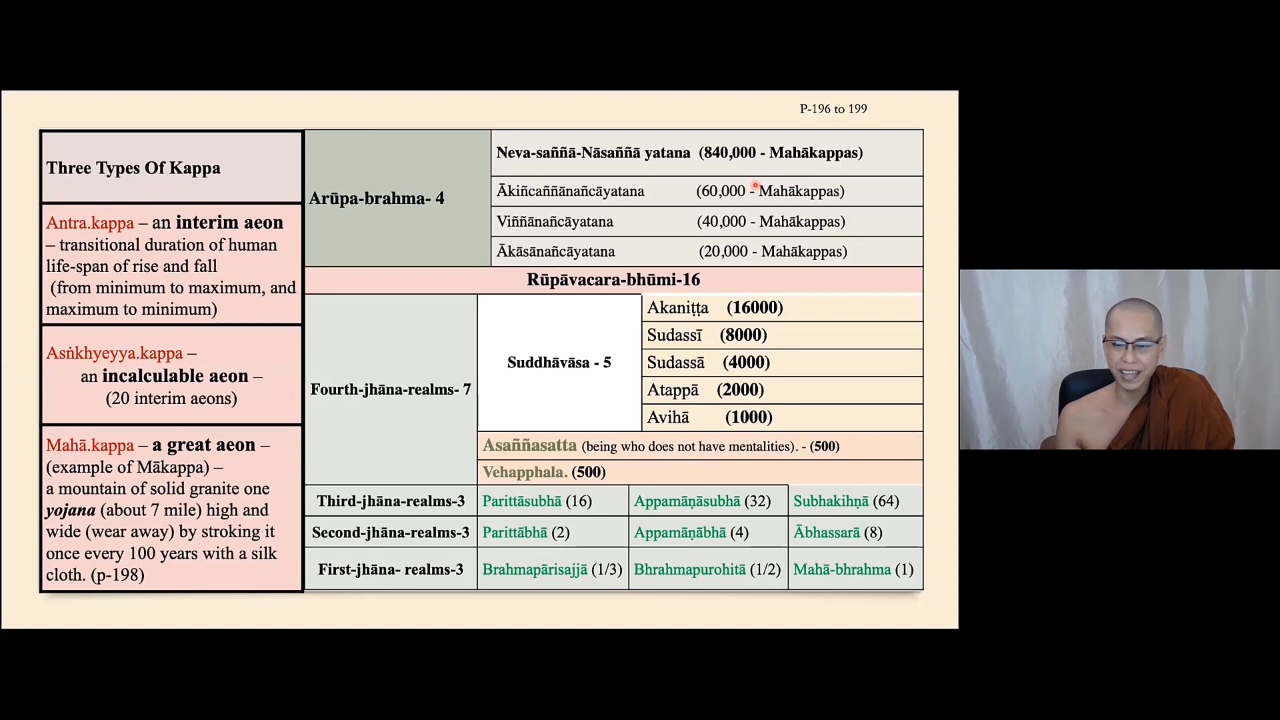 P-196 to 199
Three Types Of Kappa
Antra.kappa – an interim aeon
– transitional duration of human
life-span of rise and fall
(from minimum to maximum, and
maximum to minimum)
Asṅkhyeyya.kappa –
an incalculable aeon –
(20 interim aeons)
Mahā.kappa – a great aeon –
(example of Mākappa) –
a mountain of solid granite one
yojana (about 7 mile) high and
wide (wear away) by stroking it
once every 100 years with a silk
cloth. (p-198)
Arūpa-brahma- 4
Neva-saññā-Nāsaññā yatana (840,000 - Mahākappas)
Ākiñcaññānañcāyatana (60,000 - Mahākappas)
Viññānañcāyatana (40,000 - Mahākappas)
Ākāsānañcāyatana (20,000 - Mahākappas)
Rūpāvacara-bhūmi-16
Fourth-jhāna-realms- 7
Suddhāvāsa - 5
Akaniṭṭa (16000)
Sudassī (8000)
Sudassā (4000)
Atappā (2000)
Avihā (1000)
Asaññasatta (being who does not have mentalities). - (500)
Vehapphala. (500)
Third-jhāna-realms-3 Parittāsubhā (16) Appamāṇāsubhā (32) Subhakihṇā (64)
Second-jhāna-realms-3 Parittābhā (2) Appamāṇābhā (4) Ābhassarā (8)
First-jhāna- realms-3 Brahmapārisajjā (1/3) Bhrahmapurohitā (1/2) Mahā-bhrahma (1)